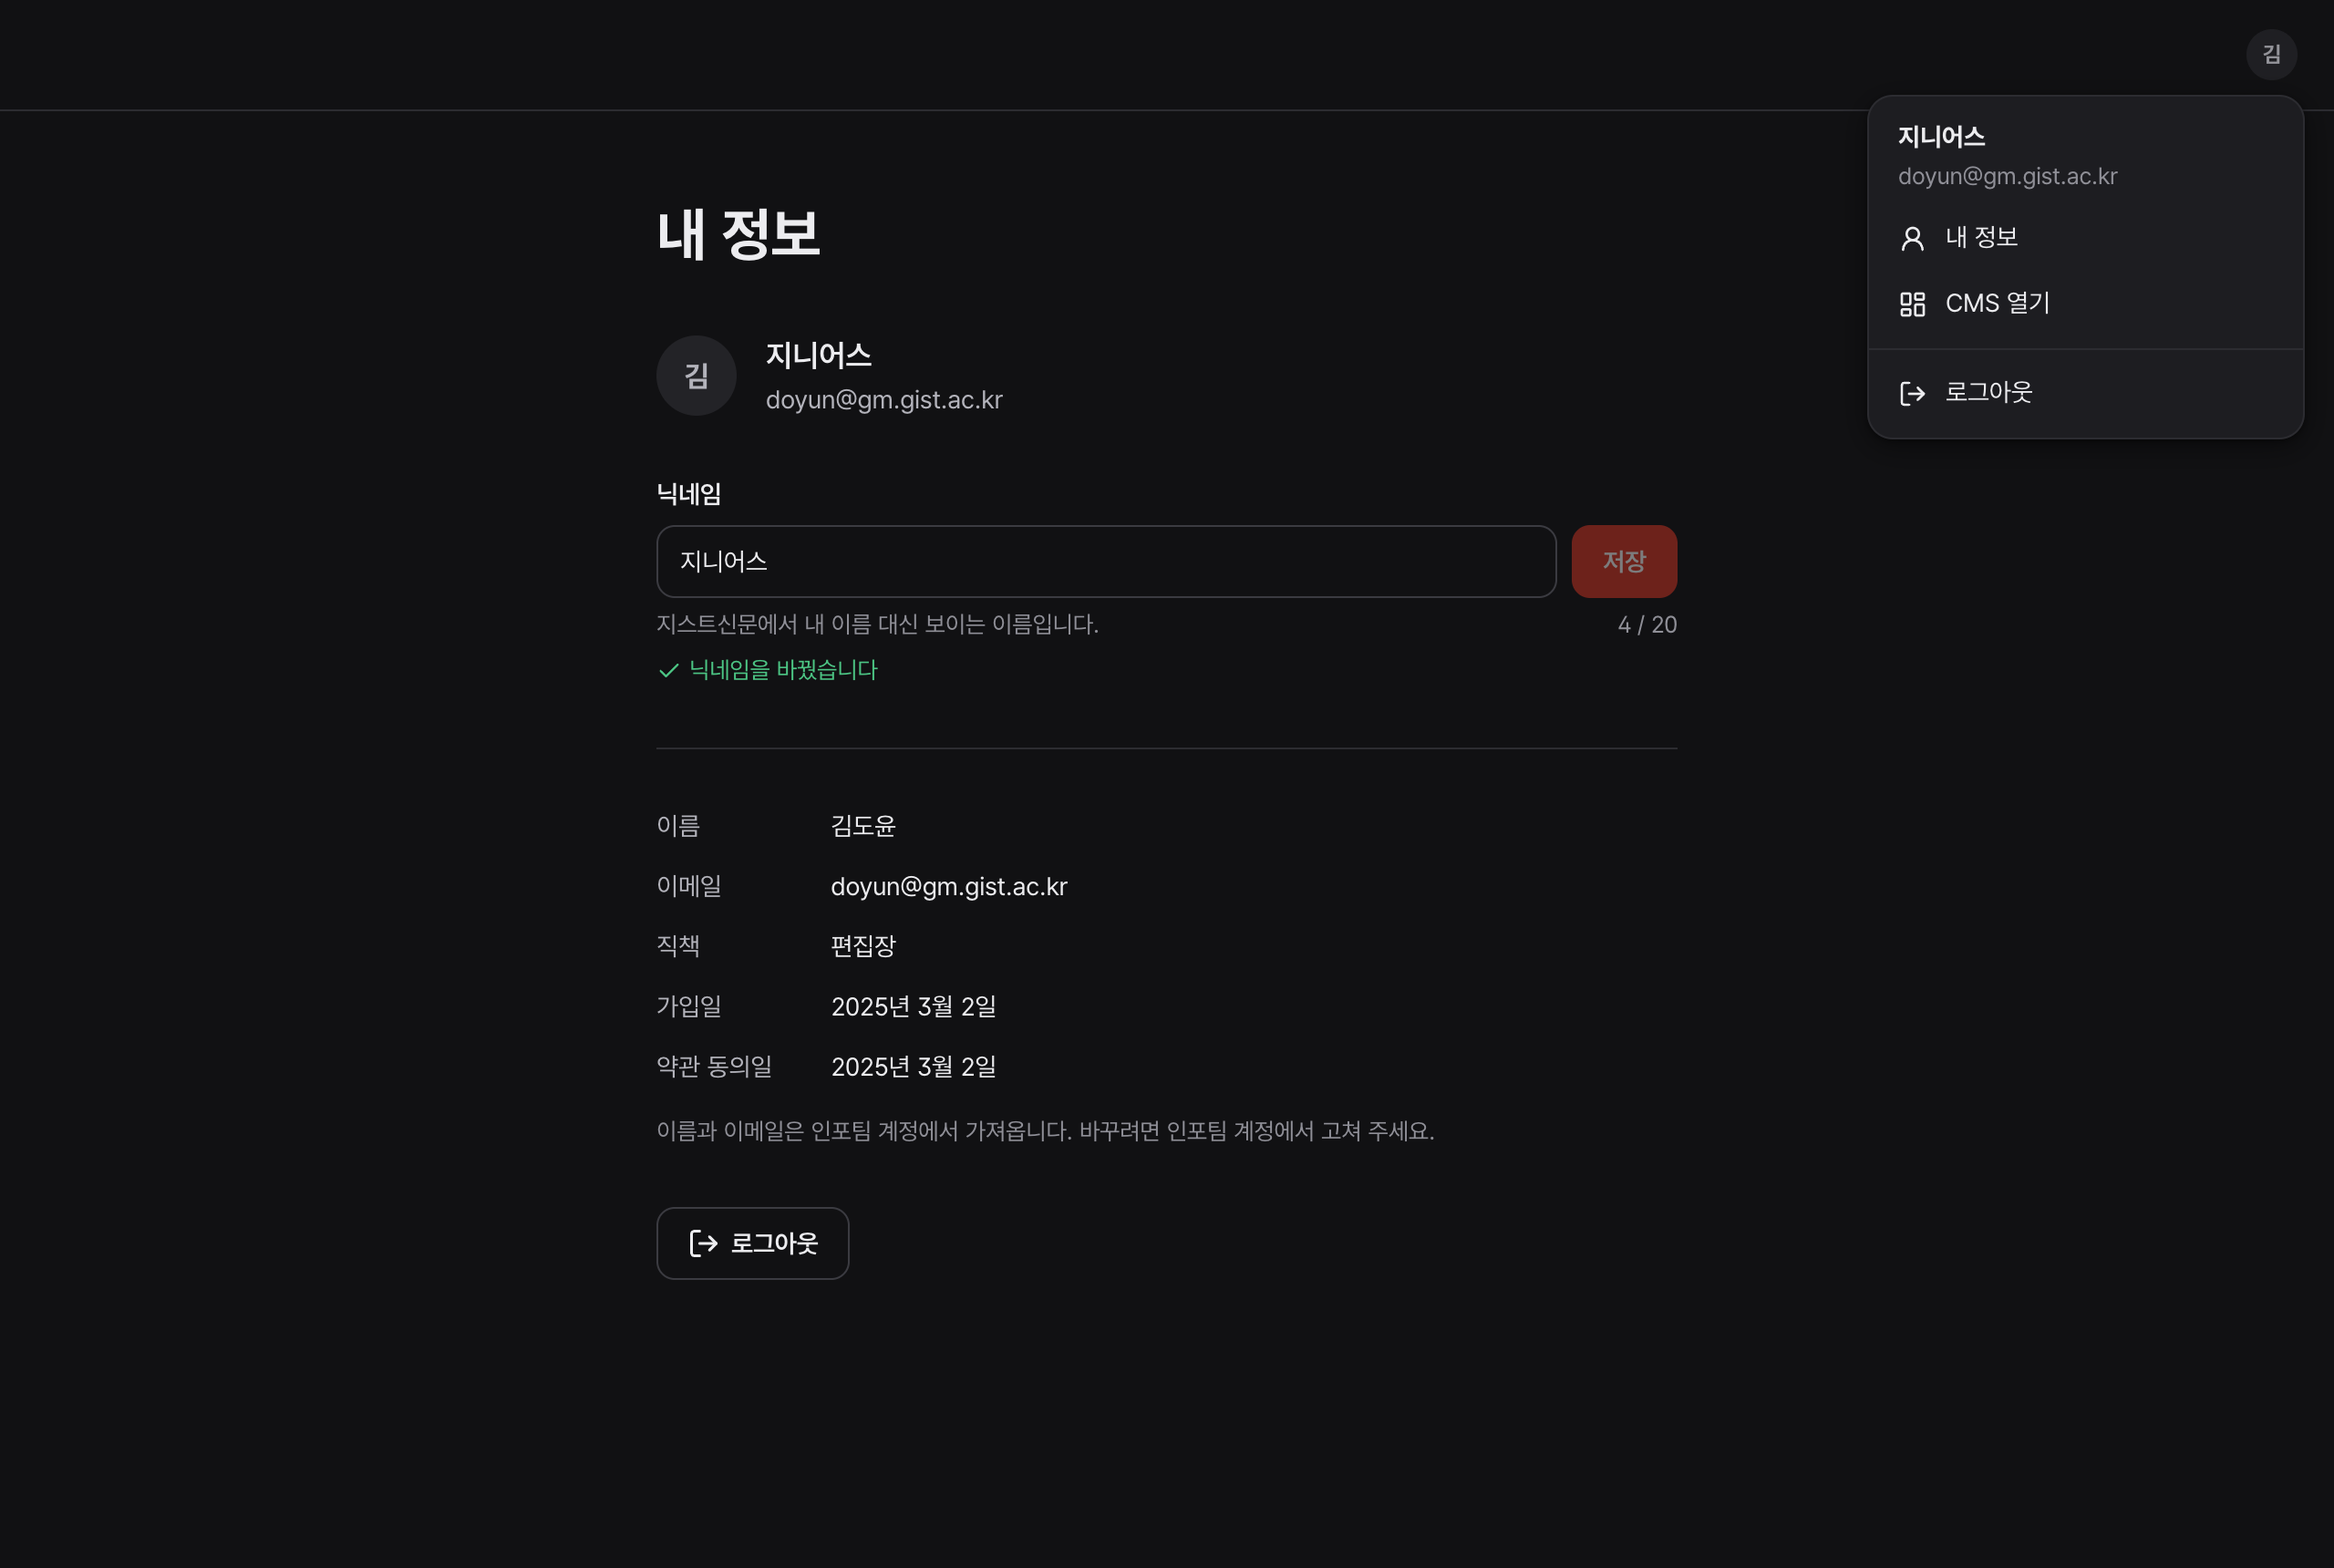 김
지니어스
doyun@gm.gist.ac.kr
내 정보
CMS 열기
로그아웃
내 정보
김
지니어스
doyun@gm.gist.ac.kr
닉네임
지니어스
저장
지스트신문에서 내 이름 대신 보이는 이름입니다.
4 / 20
닉네임을 바꿨습니다
이름 김도윤
이메일 doyun@gm.gist.ac.kr
직책 편집장
가입일 2025년 3월 2일
약관 동의일 2025년 3월 2일
이름과 이메일은 인포팀 계정에서 가져옵니다. 바꾸려면 인포팀 계정에서 고쳐 주세요.
로그아웃